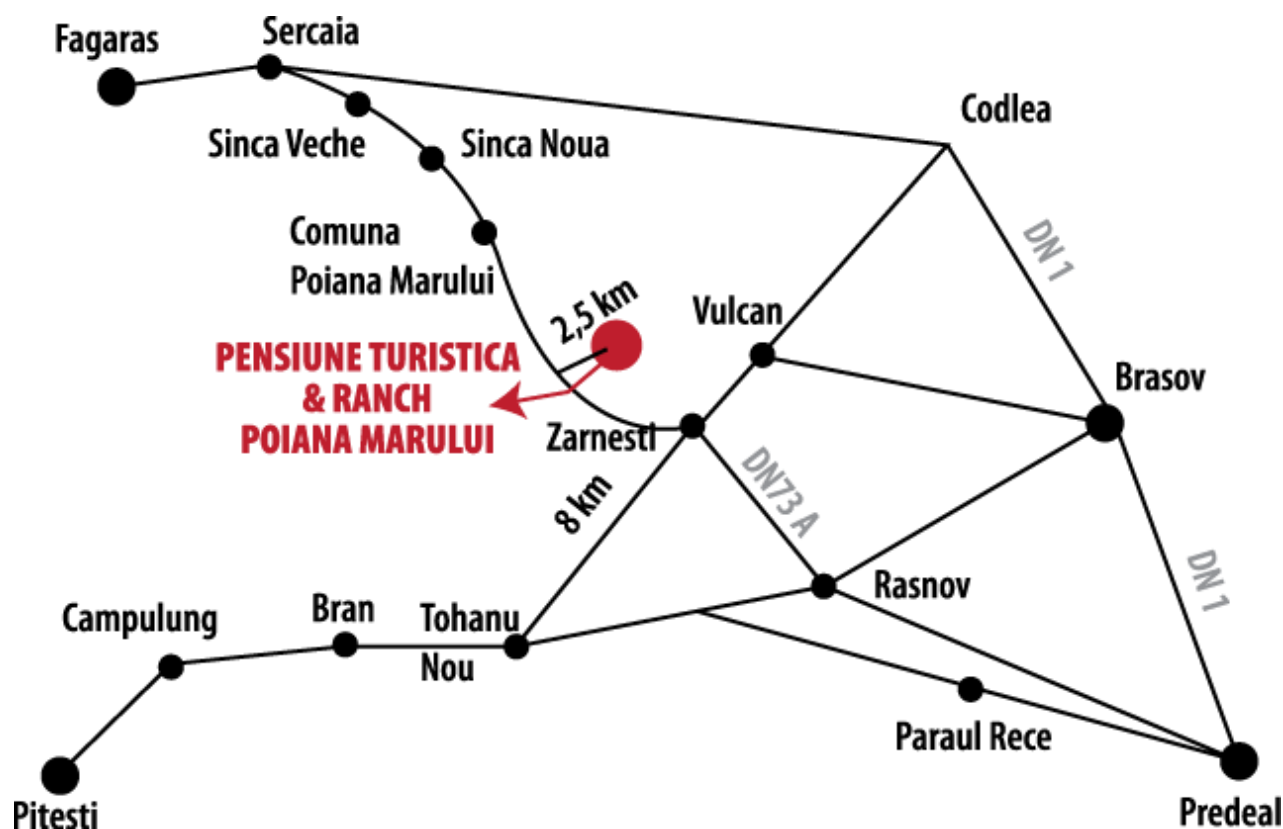 Fagaras
Sercaia
Codlea
Sinca Veche
Sinca Noua
Comuna
Poiana Marului
DN 1
2,5 km
Vulcan
PENSIUNE TURISTICA
& RANCH
POIANA MARULUI
Brasov
Zarnesti
8 km
DN73 A
Rasnov
DN 1
Campulung
Bran
Tohanu
Nou
Paraul Rece
Pitesti
Predeal